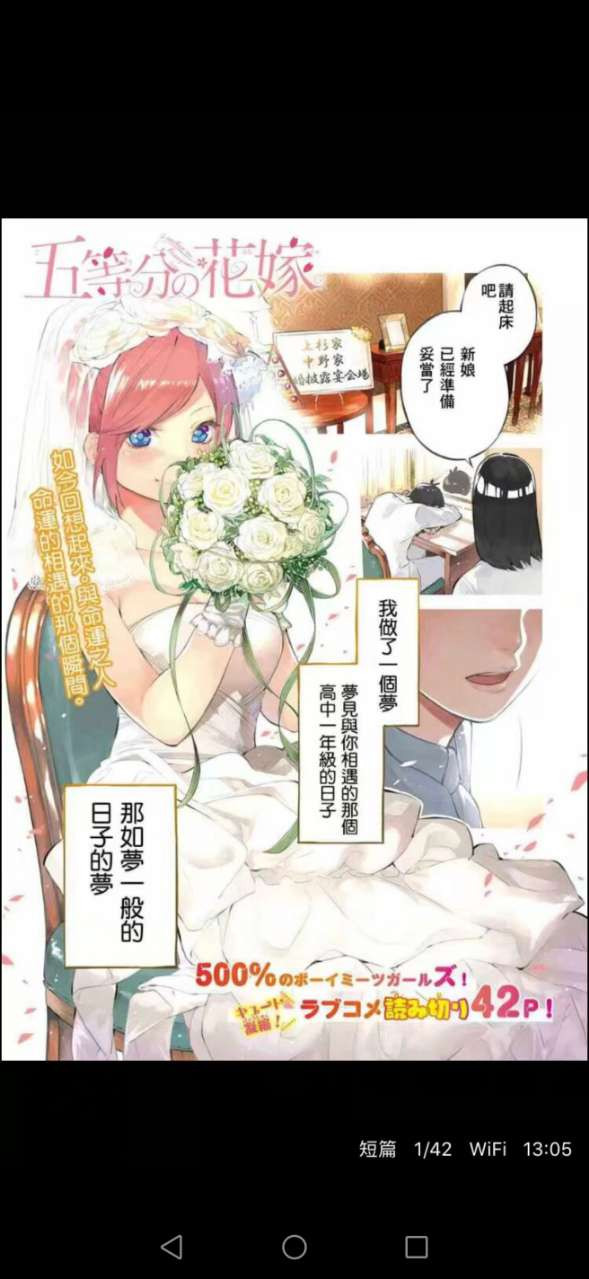 五等分の花嫁
請起床
吧
新娘
已經準備
妥當了
上杉家
中野家
婚披露宴会場
如今回想起來。與命運之人
命運的相遇的那個瞬間。
我做了一個夢
夢見與你相遇的那個
高中一年級的日子
那如夢一般的
日子的夢
500%のボーイミーツガールズ！
キュート
ラブコメ読み切り42P！
短篇 1/42 WiFi 13:05